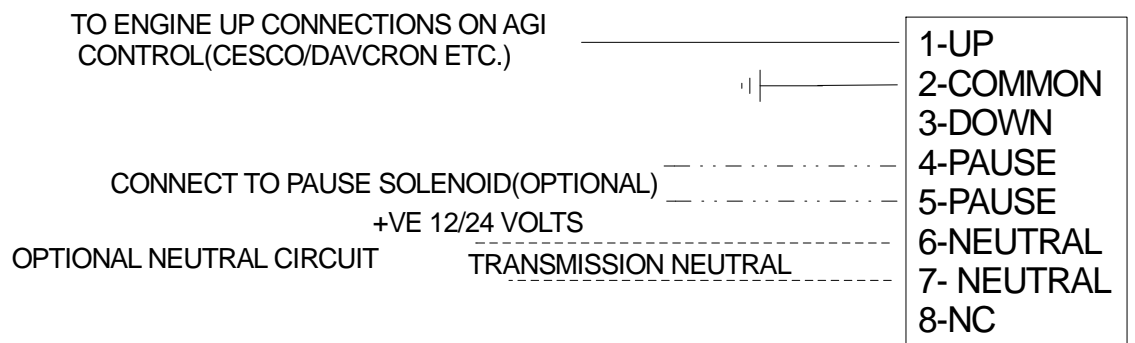 TO ENGINE UP CONNECTIONS ON AGI
CONTROL(CESCO/DAVCRON ETC.)
1-UP
2-COMMON
3-DOWN
4-PAUSE
CONNECT TO PAUSE SOLENOID(OPTIONAL)
5-PAUSE
+VE 12/24 VOLTS
6-NEUTRAL
OPTIONAL NEUTRAL CIRCUIT
TRANSMISSION NEUTRAL
7- NEUTRAL
8-NC